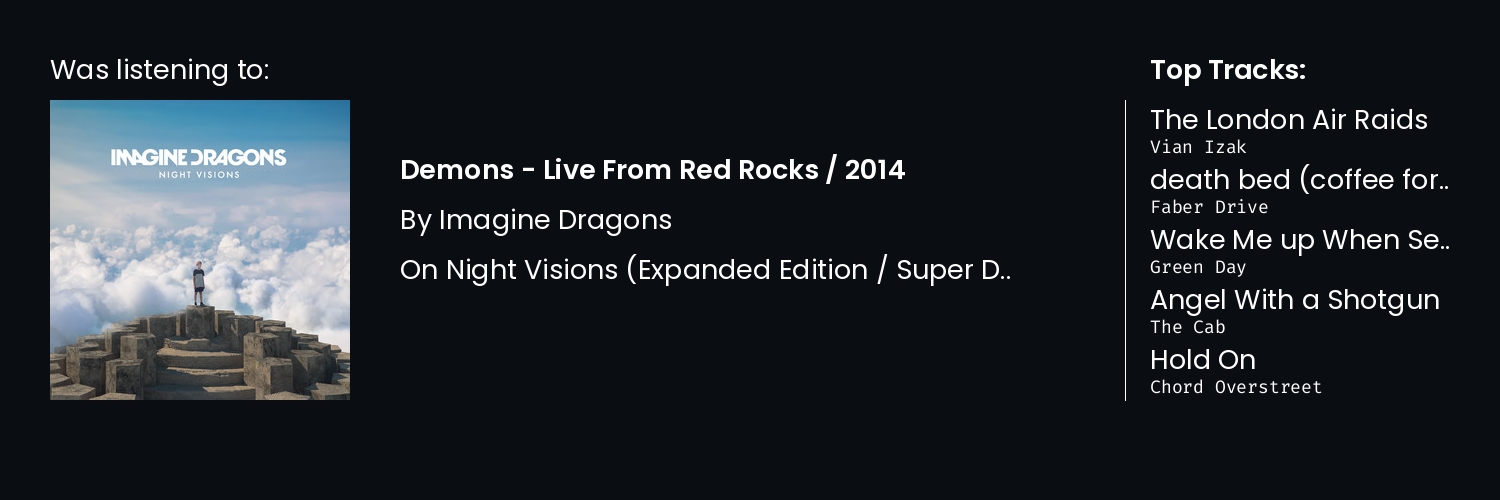 Was listening to:
IMAGINE DRAGONS
NIGHT VISIONS
Demons - Live From Red Rocks / 2014
By Imagine Dragons
On Night Visions (Expanded Edition / Super D..
Top Tracks:
The London Air Raids
Vian Izak
death bed (coffee for..
Faber Drive
Wake Me up When Se..
Green Day
Angel With a Shotgun
The Cab
Hold On
Chord Overstreet